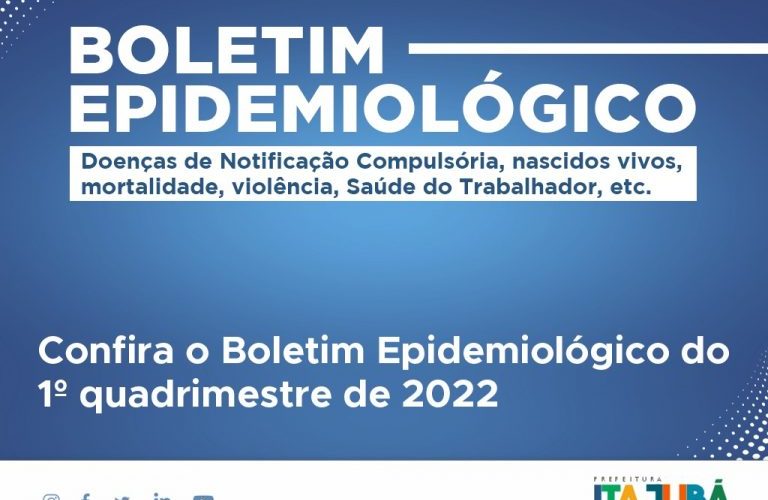 BOLETIM
EPIDEMIOLÓGICO
Doenças de Notificação Compulsória, nascidos vivos,
mortalidade, violência, Saúde do Trabalhador, etc.
Confira o Boletim Epidemiológico do
1º quadrimestre de 2022
PREFEITURA
ITAJUBÁ